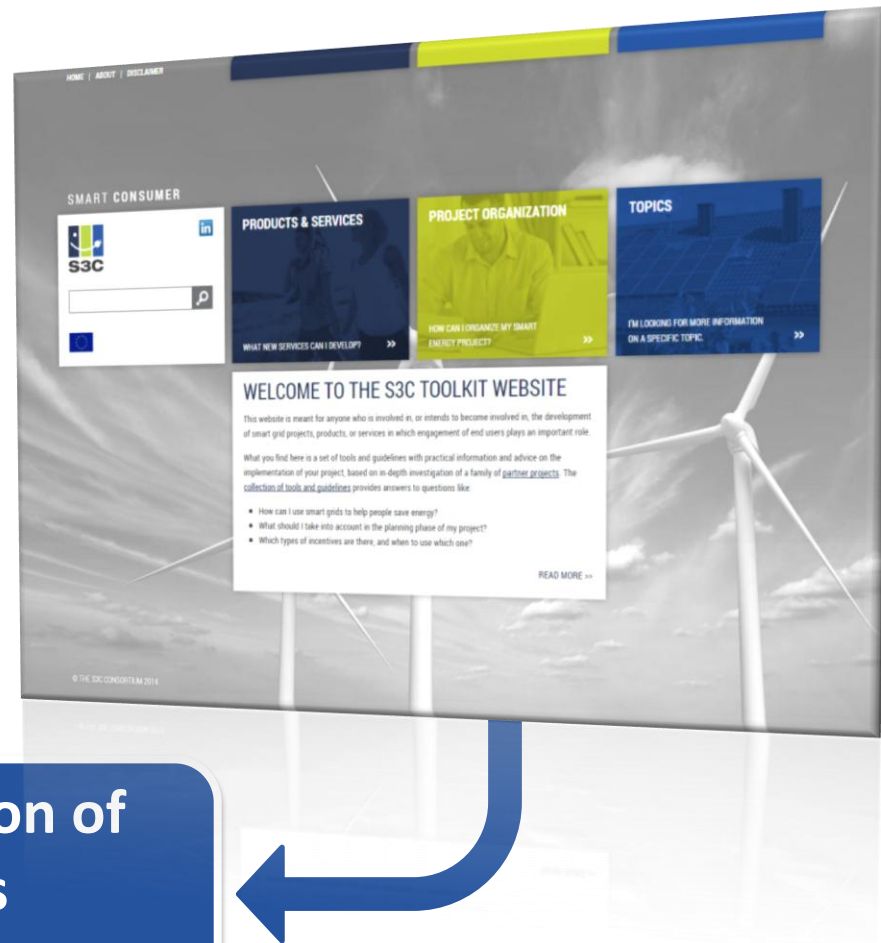 HOME | ABOUT | DISCLAIMER
SMART CONSUMER
in
S3C
PRODUCTS & SERVICES
WHAT NEW SERVICES CAN I DEVELOP? »
PROJECT ORGANIZATION
HOW CAN I ORGANIZE MY SMART
ENERGY PROJECT? »
TOPICS
I'M LOOKING FOR MORE INFORMATION
ON A SPECIFIC TOPIC. »
WELCOME TO THE S3C TOOLKIT WEBSITE
This website is meant for anyone who is involved in, or intends to become involved in, the development
of smart grid projects, products, or services in which engagement of end users plays an important role.
What you find here is a set of tools and guidelines with practical information and advice on the
implementation of your project, based on in-depth investigation of a family of partner projects. The
collection of tools and guidelines provides answers to questions like:
• How can I use smart grids to help people save energy?
• What should I take into account in the planning phase of my project?
• Which types of incentives are there, and when to use which one?
READ MORE »
© THE S3C CONSORTIUM 2014
on of
s